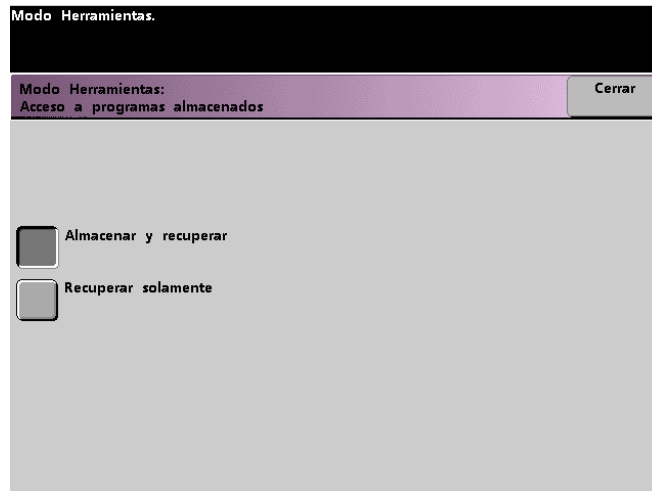 Modo Herramientas.
Modo Herramientas:
Acceso a programas almacenados
Cerrar
Almacenar y recuperar
Recuperar solamente